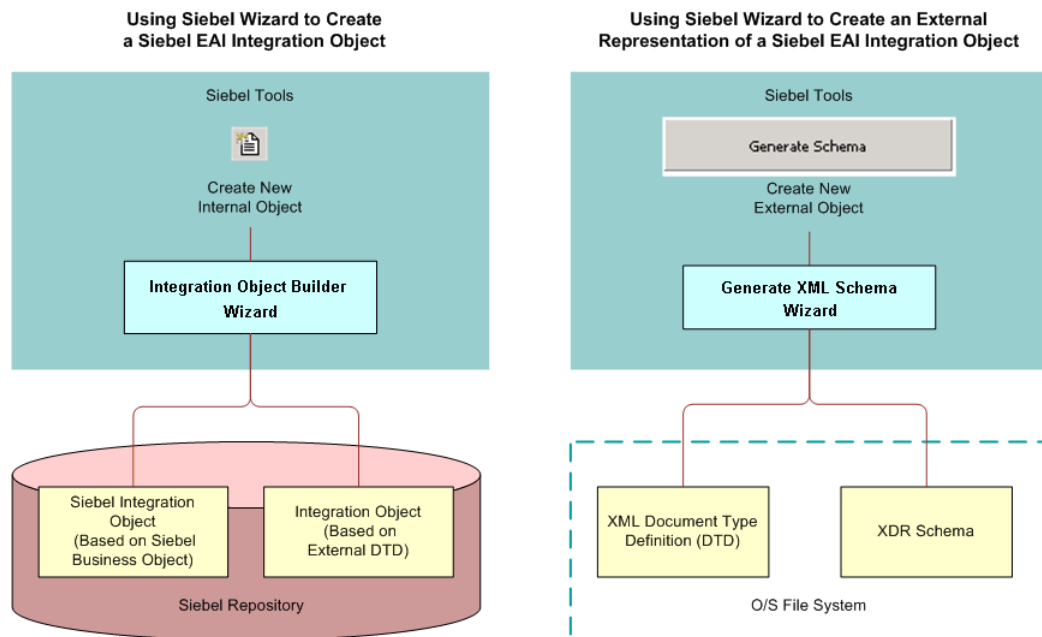 Using Siebel Wizard to Create
a Siebel EAI Integration Object
Siebel Tools
Create New
Internal Object
Integration Object Builder
Wizard
Siebel Integration
Object
(Based on Siebel
Business Object)
Integration Object
(Based on
External DTD)
Siebel Repository
Using Siebel Wizard to Create an External
Representation of a Siebel EAI Integration Object
Siebel Tools
Generate Schema
Create New
External Object
Generate XML Schema
Wizard
XML Document Type
Definition (DTD)
XDR Schema
O/S File System